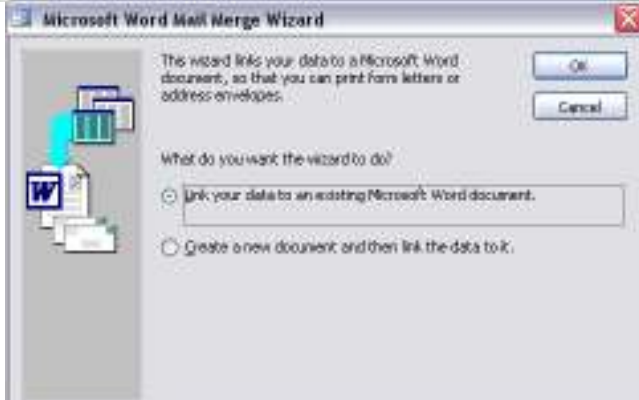 Microsoft Word Mail Merge Wizard
This wizard links your data to a Microsoft Word
document, so that you can print form letters or
address envelopes.
OK
Cancel
What do you want the wizard to do?
Link your data to an existing Microsoft Word document.
Create a new document and then link the data to it.
W